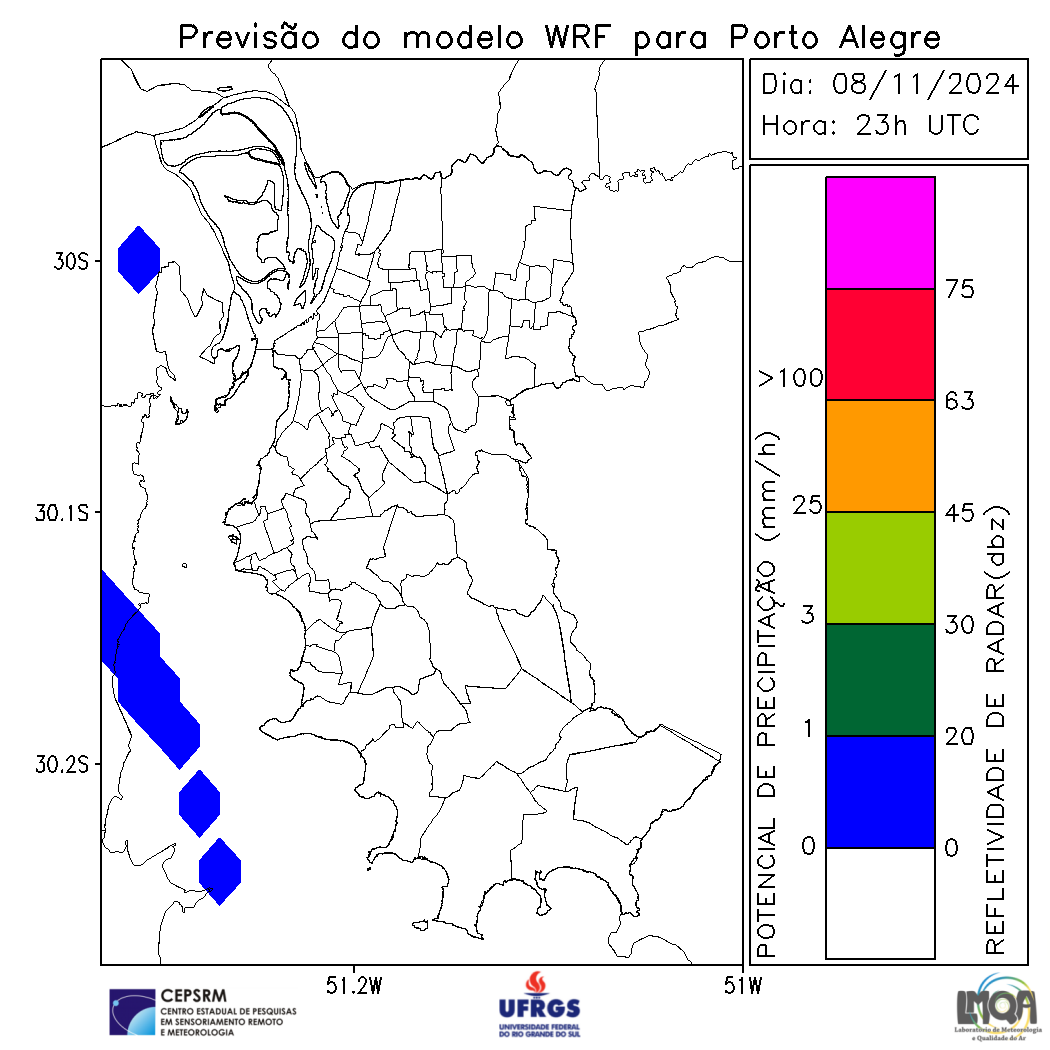 Previsão do modelo WRF para Porto Alegre
Dia: 08/11/2024
Hora: 23h UTC
30S
30.1S
30.2S
51.2W
51W
POTENCIAL DE PRECIPITAÇÃO (mm/h)
>100
25
3
1
0
75
63
45
30
20
0
REFLETIVIDADE DE RADAR(dbz)
CEPSRM
CENTRO ESTADUAL DE PESQUISAS
EM SENSORIAMENTO REMOTO
E METEOROLOGIA
UFRGS
UNIVERSIDADE FEDERAL
DO RIO GRANDE DO SUL
LMQA
Laboratório de Meteorologia
e Qualidade do Ar